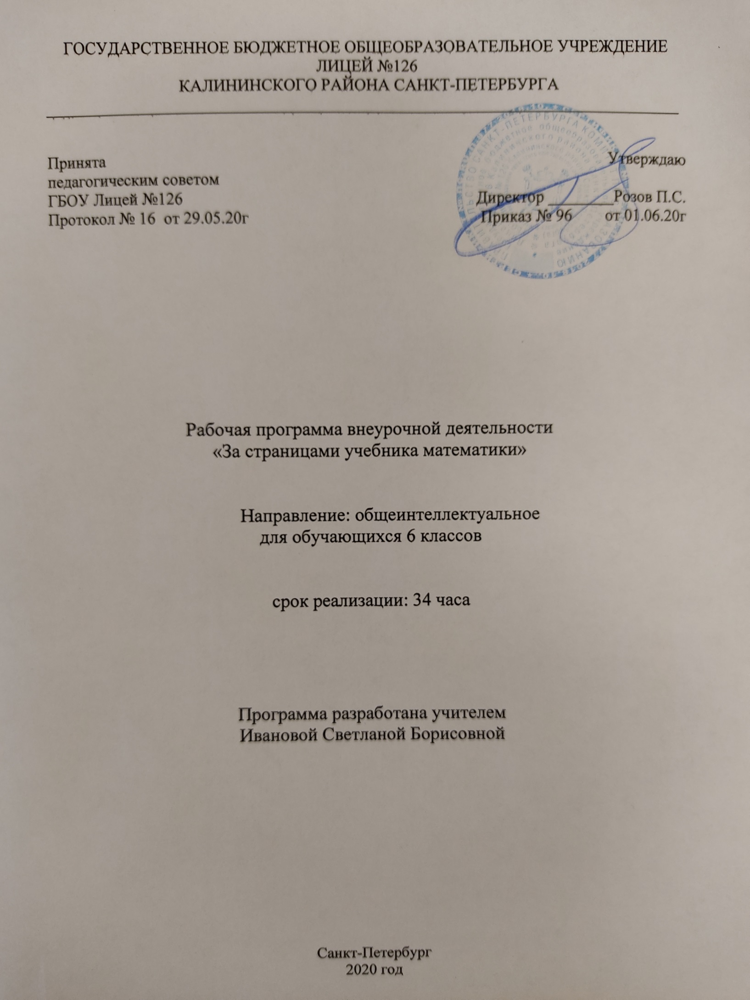 ГОСУДАРСТВЕННОЕ БЮДЖЕТНОЕ ОБЩЕОБРАЗОВАТЕЛЬНОЕ УЧРЕЖДЕНИЕ
ЛИЦЕЙ №126
КАЛИНИНСКОГО РАЙОНА САНКТ-ПЕТЕРБУРГА
Принята
педагогическим советом
ГБОУ Лицей №126
Протокол № 16 от 29.05.20г
Утверждаю
Директор ________Розов П.С.
Приказ № 96 от 01.06.20г
Рабочая программа внеурочной деятельности
«За страницами учебника математики»
Направление: общеинтеллектуальное
для обучающихся 6 классов
срок реализации: 34 часа
Программа разработана учителем
Ивановой Светланой Борисовной
Санкт-Петербург
2020 год